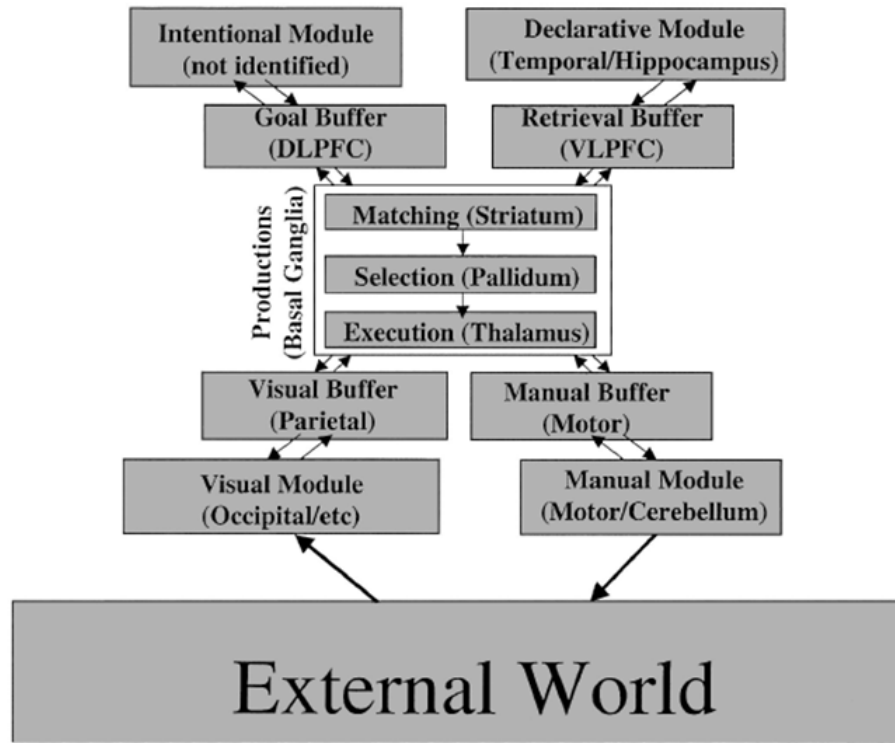 Intentional Module
(not identified)
Declarative Module
(Temporal/Hippocampus)
Goal Buffer
(DLPFC)
Retrieval Buffer
(VLPFC)
Productions
(Basal Ganglia)
Matching (Striatum)
Selection (Pallidum)
Execution (Thalamus)
Visual Buffer
(Parietal)
Manual Buffer
(Motor)
Visual Module
(Occipital/etc)
Manual Module
(Motor/Cerebellum)
External World